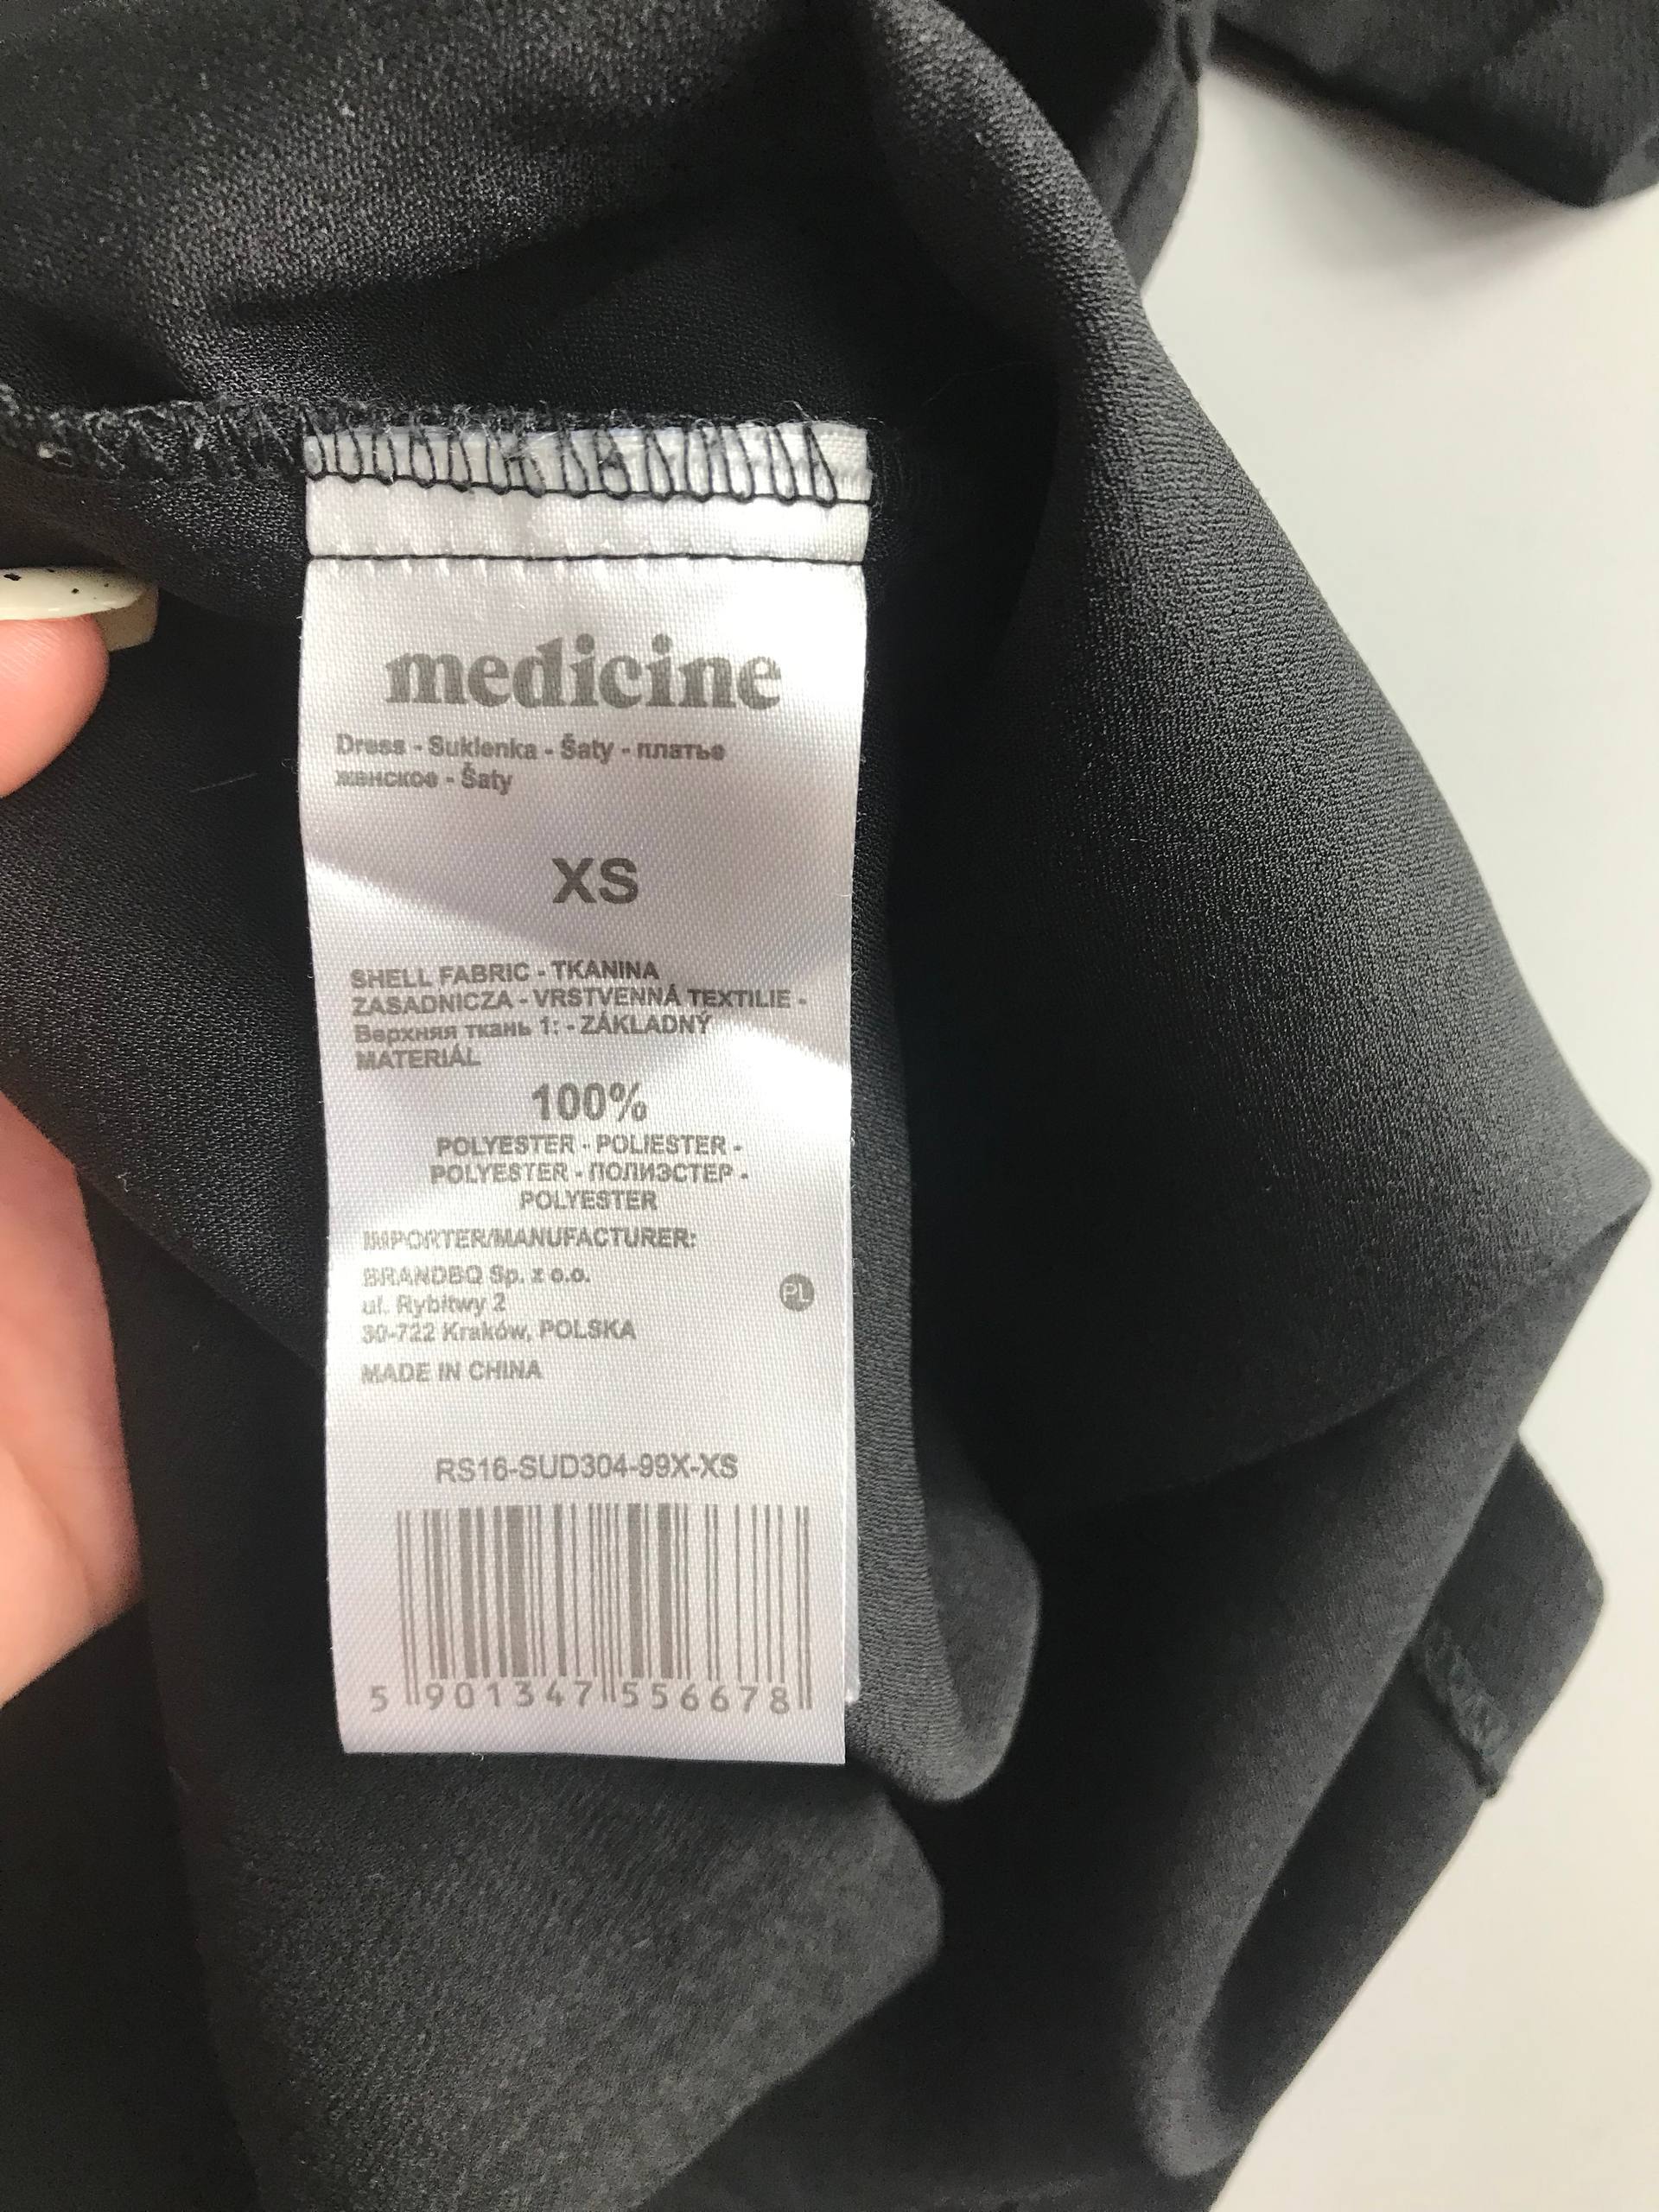 medicine
Dress - Sukienka - Šaty - платье
женское - Šaty
XS
SHELL FABRIC - TKANINA
ZASADNICZA - VRSTVENNÁ TEXTILIE -
Верхняя ткань 1: - ZÁKLADNÝ
MATERIÁL
100%
POLYESTER - POLIESTER -
POLYESTER - ПОЛИЭСТЕР -
POLYESTER
IMPORTER/MANUFACTURER:
BRANDBQ Sp. z o.o.
ul. Rybitwy 2
30-722 Kraków, POLSKA
PL
MADE IN CHINA
RS16-SUD304-99X-XS
5 901347 556678